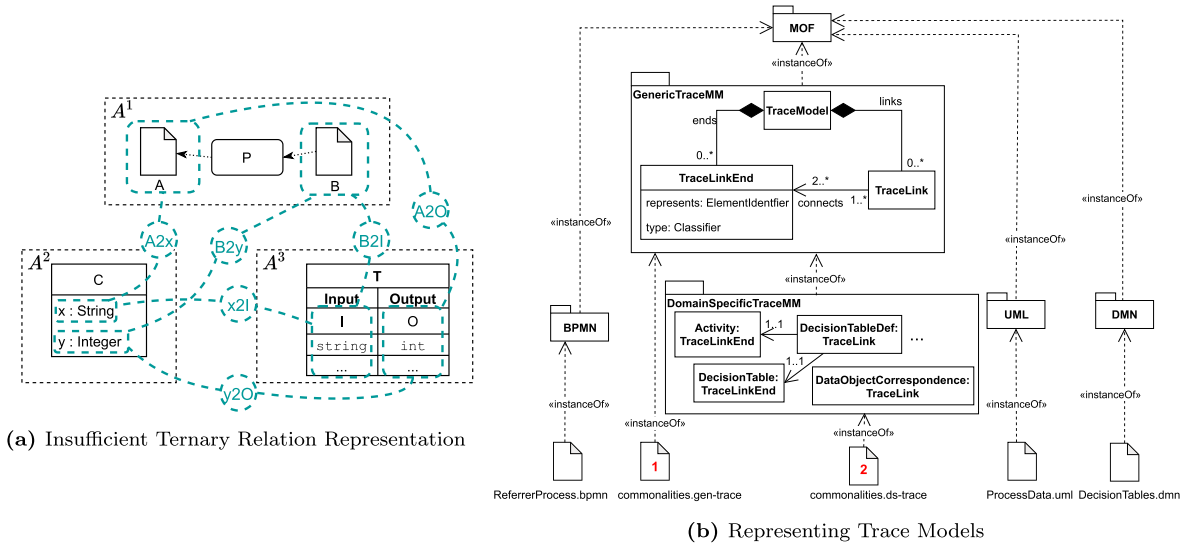 A¹
A
P
B
A2x
B2y
B2I
A2O
A²
C
x : String
y : Integer
A³
T
Input Output
I O
string int
... ...
x2I
y2O
(a) Insufficient Ternary Relation Representation
MOF
«instanceOf»
GenericTraceMM
TraceModel
ends
links
0..*
0..*
TraceLinkEnd
represents: ElementIdentfier
type: Classifier
2..*
connects
1..*
TraceLink
«instanceOf»
«instanceOf»
«instanceOf»
«instanceOf»
DomainSpecificTraceMM
Activity:
TraceLinkEnd
1..1
DecisionTableDef:
TraceLink
...
1..1
DecisionTable:
TraceLinkEnd
DataObjectCorrespondence:
TraceLink
BPMN
UML
DMN
«instanceOf»
«instanceOf»
«instanceOf»
«instanceOf»
«instanceOf»
1
2
ReferrerProcess.bpmn
commonalities.gen-trace
commonalities.ds-trace
ProcessData.uml
DecisionTables.dmn
(b) Representing Trace Models